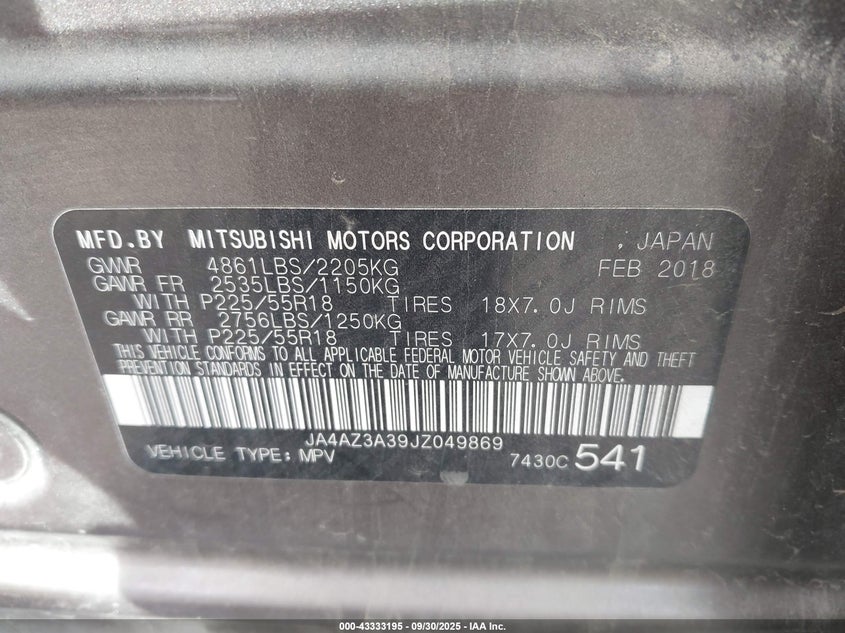 MFD.BY MITSUBISHI MOTORS CORPORATION , JAPAN
GVWR 4861LBS/2205KG FEB 2018
GAWR FR 2535LBS/1150KG
WITH P225/55R18 TIRES 18X7.0J RIMS
GAWR RR 2756LBS/1250KG
WITH P225/55R18 TIRES 17X7.0J RIMS
THIS VEHICLE CONFORMS TO ALL APPLICABLE FEDERAL MOTOR VEHICLE SAFETY AND THEFT
PREVENTION STANDARDS IN EFFECT ON THE DATE OF MANUFACTURE SHOWN ABOVE.
JA4AZ3A39JZ049869
VEHICLE TYPE: MPV 7430C 541
000-43333195 - 09/30/2025 - IAA Inc.